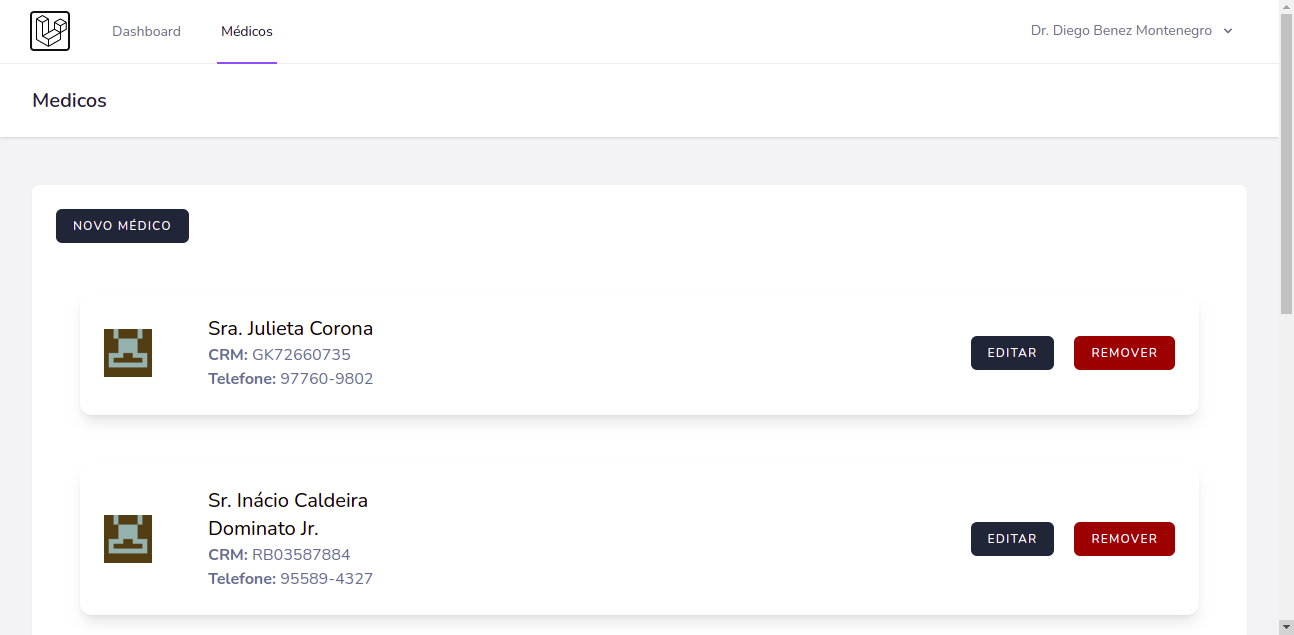 Dashboard
Médicos
Dr. Diego Benez Montenegro
Medicos
NOVO MÉDICO
Sra. Julieta Corona
CRM: GK72660735
Telefone: 97760-9802
EDITAR
REMOVER
Sr. Inácio Caldeira
Dominato Jr.
CRM: RB03587884
Telefone: 95589-4327
EDITAR
REMOVER